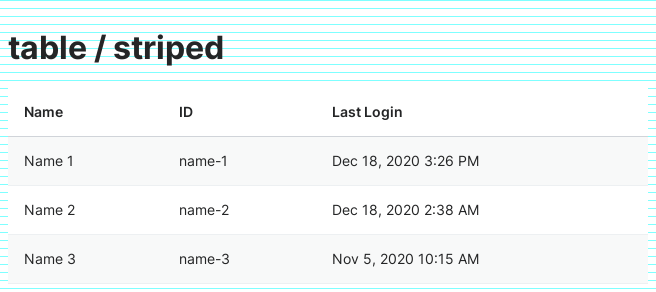 table / striped
Name ID Last Login
Name 1 name-1 Dec 18, 2020 3:26 PM
Name 2 name-2 Dec 18, 2020 2:38 AM
Name 3 name-3 Nov 5, 2020 10:15 AM